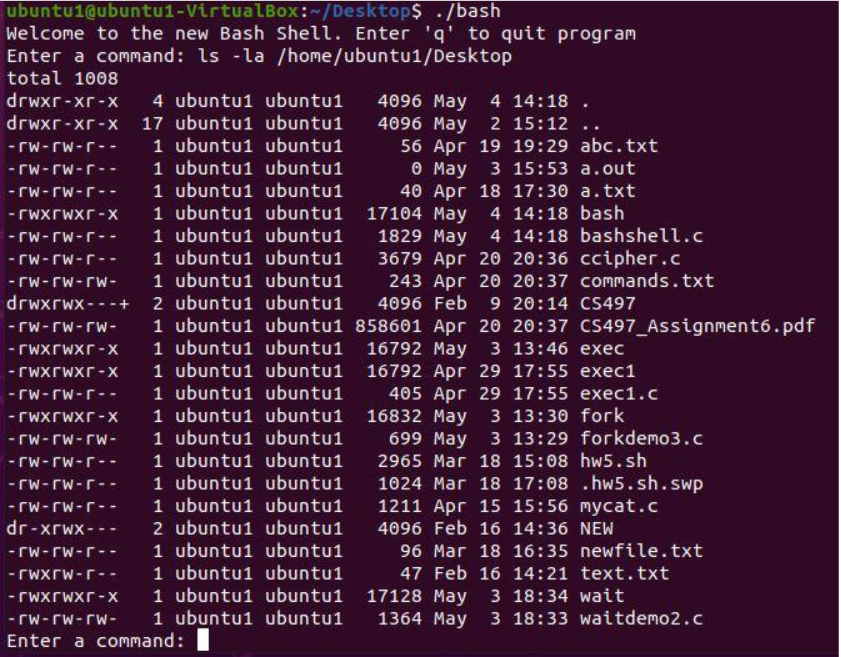 ubuntu1@ubuntu1-VirtualBox:~/Desktop$ ./bash
Welcome to the new Bash Shell. Enter 'q' to quit program
Enter a command: ls -la /home/ubuntu1/Desktop
total 1008
drwxr-xr-x   4 ubuntu1 ubuntu1   4096 May  4 14:18 .
drwxr-xr-x  17 ubuntu1 ubuntu1   4096 May  2 15:12 ..
-rw-rw-r--   1 ubuntu1 ubuntu1     56 Apr 19 19:29 abc.txt
-rw-rw-r--   1 ubuntu1 ubuntu1      0 May  3 15:53 a.out
-rw-rw-r--   1 ubuntu1 ubuntu1     40 Apr 18 17:30 a.txt
-rwxrwxr-x   1 ubuntu1 ubuntu1  17104 May  4 14:18 bash
-rw-rw-r--   1 ubuntu1 ubuntu1   1829 May  4 14:18 bashshell.c
-rw-rw-r--   1 ubuntu1 ubuntu1   3679 Apr 20 20:36 ccipher.c
-rw-rw-rw-   1 ubuntu1 ubuntu1    243 Apr 20 20:37 commands.txt
drwxrwx---+  2 ubuntu1 ubuntu1   4096 Feb  9 20:14 CS497
-rw-rw-rw-   1 ubuntu1 ubuntu1 858601 Apr 20 20:37 CS497_Assignment6.pdf
-rwxrwxr-x   1 ubuntu1 ubuntu1  16792 May  3 13:46 exec
-rwxrwxr-x   1 ubuntu1 ubuntu1  16792 Apr 29 17:55 exec1
-rw-rw-r--   1 ubuntu1 ubuntu1    405 Apr 29 17:55 exec1.c
-rwxrwxr-x   1 ubuntu1 ubuntu1  16832 May  3 13:30 fork
-rw-rw-rw-   1 ubuntu1 ubuntu1    699 May  3 13:29 forkdemo3.c
-rw-rw-r--   1 ubuntu1 ubuntu1   2965 Mar 18 15:08 hw5.sh
-rw-rw-r--   1 ubuntu1 ubuntu1   1024 Mar 18 17:08 .hw5.sh.swp
-rw-rw-r--   1 ubuntu1 ubuntu1   1211 Apr 15 15:56 mycat.c
dr-xrwx---   2 ubuntu1 ubuntu1   4096 Feb 16 14:36 NEW
-rw-rw-r--   1 ubuntu1 ubuntu1     96 Mar 18 16:35 newfile.txt
-rwxrw-r--   1 ubuntu1 ubuntu1     47 Feb 16 14:21 text.txt
-rwxrwxr-x   1 ubuntu1 ubuntu1  17128 May  3 18:34 wait
-rw-rw-rw-   1 ubuntu1 ubuntu1   1364 May  3 18:33 waitdemo2.c
Enter a command: